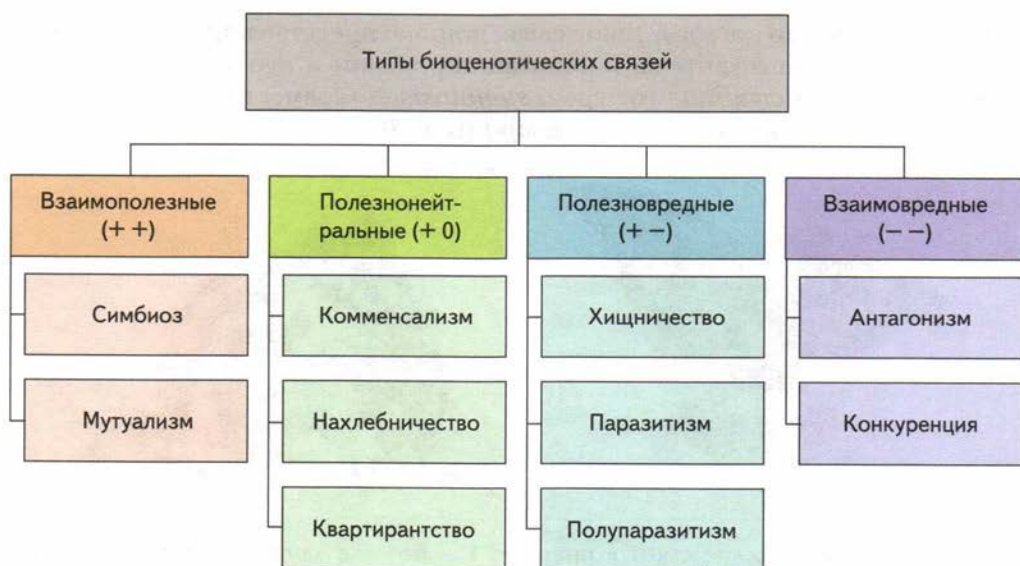 Типы биоценотических связей
Взаимополезные
(+ +)
Симбиоз
Мутуализм
Полезнонейт-
ральные (+ 0)
Комменсализм
Нахлебничество
Квартирантство
Полезновредные
(+ −)
Хищничество
Паразитизм
Полупаразитизм
Взаимовредные
(− −)
Антагонизм
Конкуренция